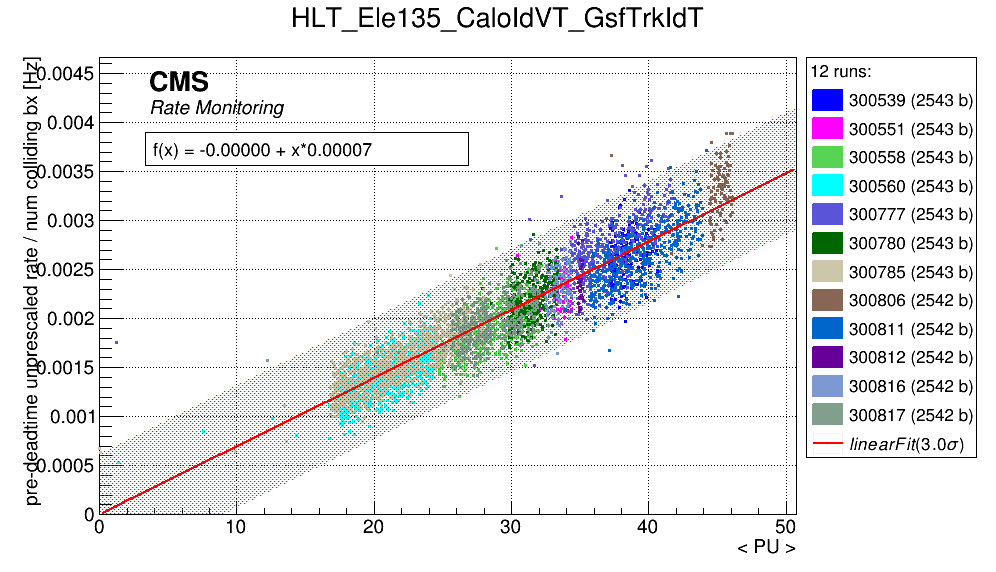 HLT_Ele135_CaloIdVT_GsfTrkIdT
pre-deadtime unprescaled rate / num colliding bx [Hz]
0.0045
0.004
0.0035
0.003
0.0025
0.002
0.0015
0.001
0.0005
0
CMS
Rate Monitoring
f(x) = -0.00000 + x*0.00007
0 10 20 30 40 50
< PU >
12 runs:
300539 (2543 b)
300551 (2543 b)
300558 (2543 b)
300560 (2543 b)
300777 (2543 b)
300780 (2543 b)
300785 (2543 b)
300806 (2542 b)
300811 (2542 b)
300812 (2542 b)
300816 (2542 b)
300817 (2542 b)
linearFit(3.0σ)